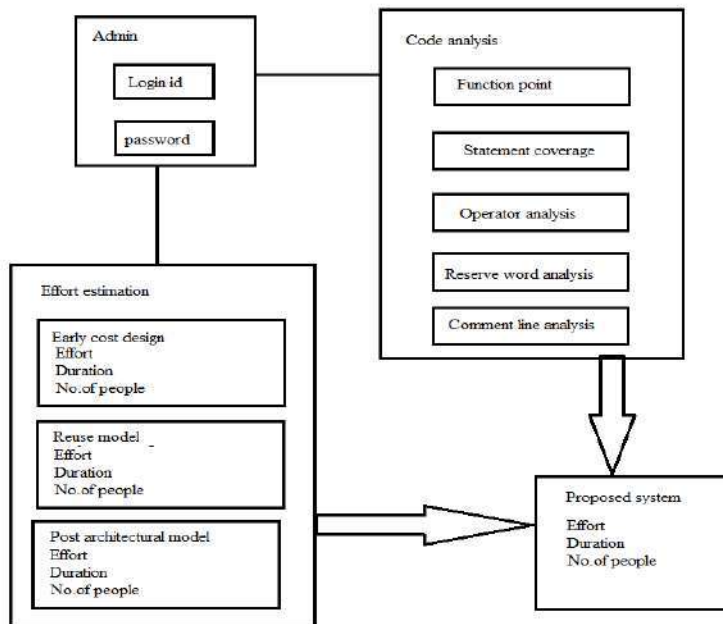 Admin
Login id
password
Code analysis
Function point
Statement coverage
Operator analysis
Reserve word analysis
Comment line analysis
Effort estimation
Early cost design
Effort
Duration
No.of people
Reuse model
Effort
Duration
No.of people
Post architectural model
Effort
Duration
No.of people
Proposed system
Effort
Duration
No.of people